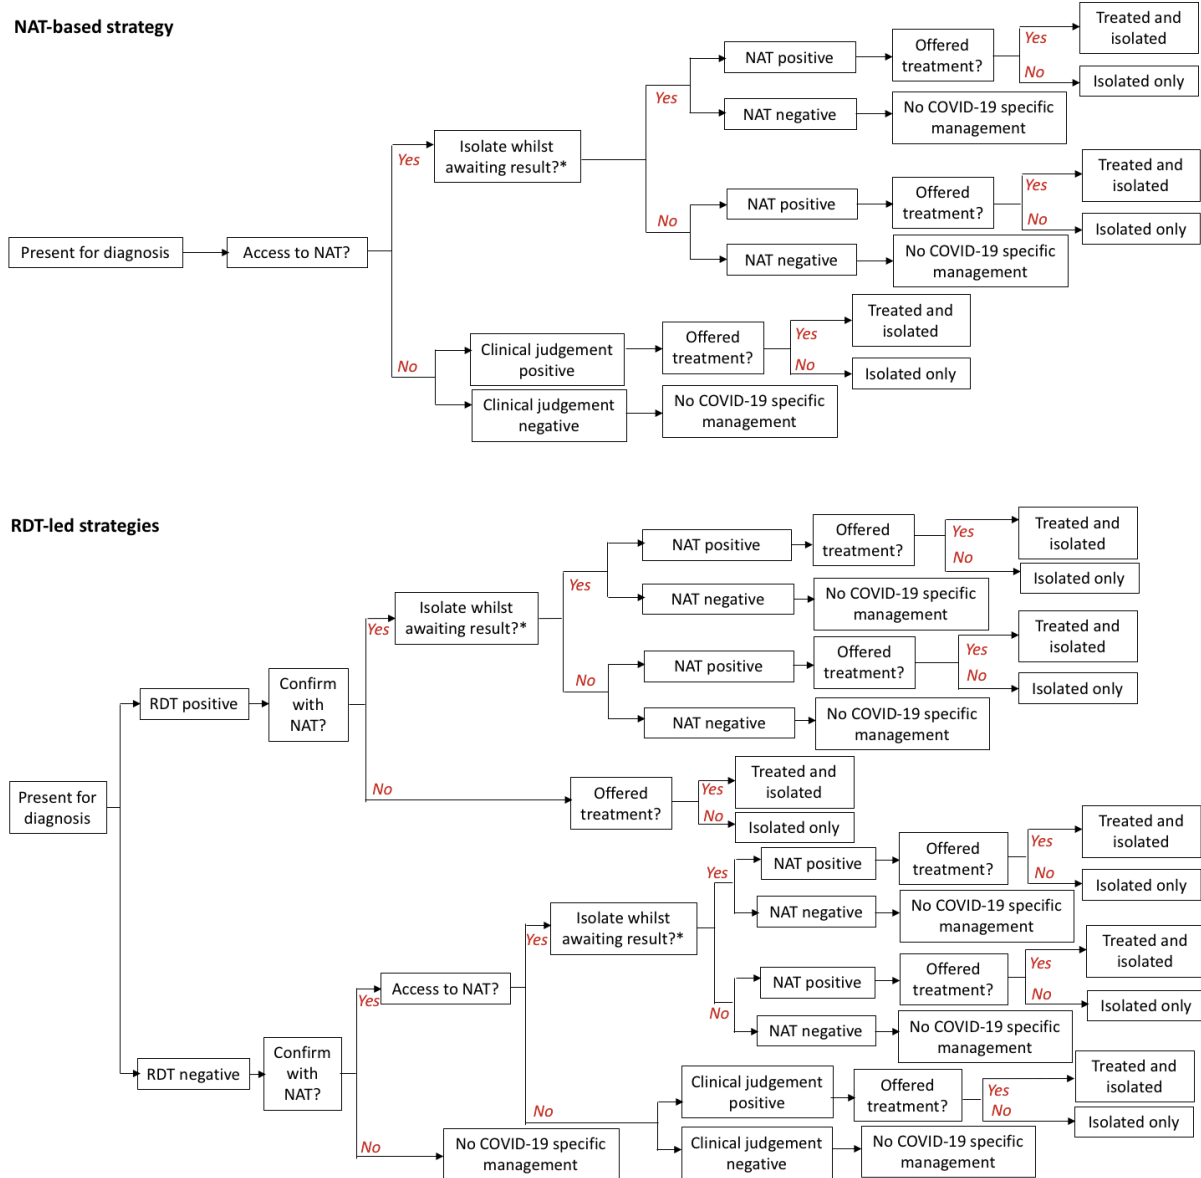 NAT-based strategy
Present for diagnosis
Access to NAT?
Yes
Isolate whilst
awaiting result?*
Yes
NAT positive
Offered
treatment?
Yes
Treated and
isolated
No
Isolated only
NAT negative
No COVID-19 specific
management
No
NAT positive
Offered
treatment?
Yes
Treated and
isolated
No
Isolated only
NAT negative
No COVID-19 specific
management
No
Clinical judgement
positive
Offered
treatment?
Yes
Treated and
isolated
No
Isolated only
Clinical judgement
negative
No COVID-19 specific
management
RDT-led strategies
Present for
diagnosis
RDT positive
Confirm
with
NAT?
Yes
Isolate whilst
awaiting result?*
Yes
NAT positive
Offered
treatment?
Yes
Treated and
isolated
No
Isolated only
NAT negative
No COVID-19 specific
management
No
NAT positive
Offered
treatment?
Yes
Treated and
isolated
No
Isolated only
NAT negative
No COVID-19 specific
management
No
Offered
treatment?
Yes
Treated and
isolated
No
Isolated only
RDT negative
Confirm
with
NAT?
Yes
Access to NAT?
Yes
Isolate whilst
awaiting result?*
Yes
NAT positive
Offered
treatment?
Yes
Treated and
isolated
No
Isolated only
NAT negative
No COVID-19 specific
management
No
NAT positive
Offered
treatment?
Yes
Treated and
isolated
No
Isolated only
NAT negative
No COVID-19 specific
management
No
Clinical judgement
positive
Offered
treatment?
Yes
Treated and
isolated
No
Isolated only
Clinical judgement
negative
No COVID-19 specific
management
No
No COVID-19 specific
management